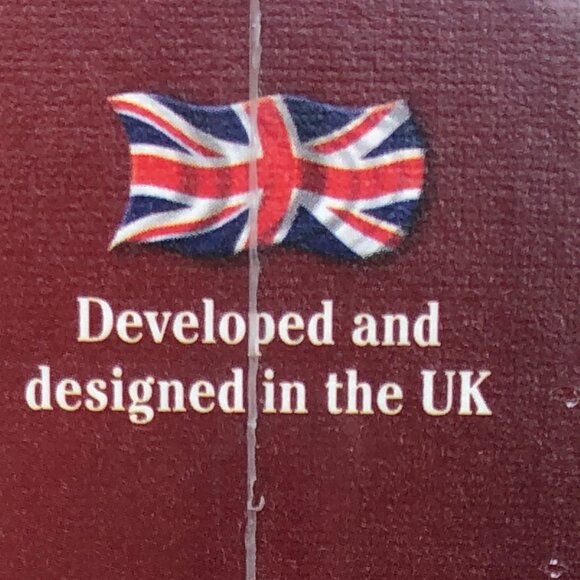 Developed and
designed in the UK